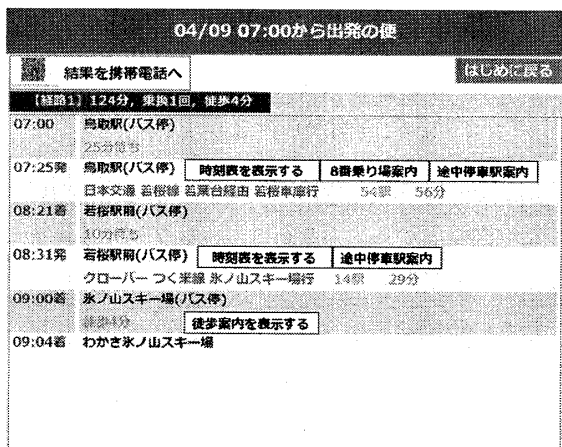 04/09 07:00から出発の便
結果を携帯電話へ
はじめに戻る
【経路1】124分, 乗換1回, 徒歩4分
07:00 鳥取駅(バス停)
25分待ち
07:25発 鳥取駅(バス停) 時刻表を表示する 8番乗り場案内 途中停車駅案内
日本交通 若桜線 若葉台経由 若桜車庫行 54駅 56分
08:21着 若桜駅前(バス停)
10分待ち
08:31発 若桜駅前(バス停) 時刻表を表示する 途中停車駅案内
クローバー つく米線 氷ノ山スキー場行 14駅 29分
09:00着 氷ノ山スキー場(バス停)
徒歩4分 徒歩案内を表示する
09:04着 わかさ氷ノ山スキー場